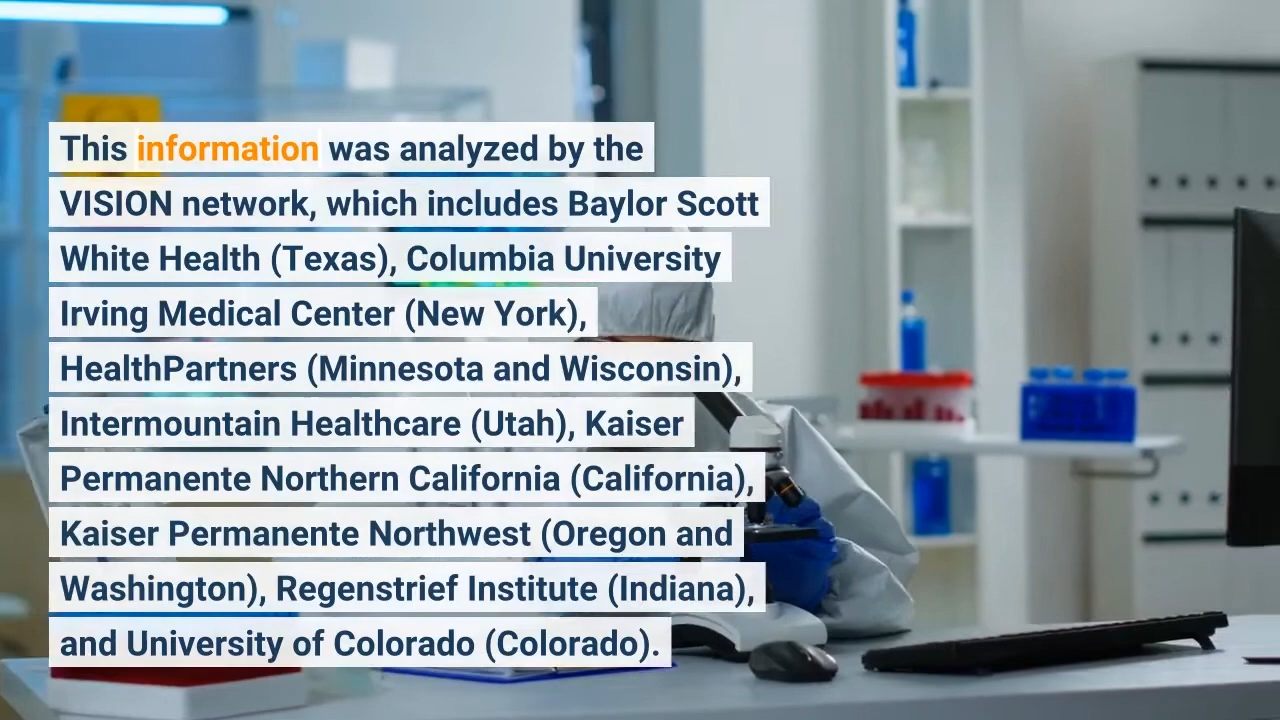 This information was analyzed by the
VISION network, which includes Baylor Scott
White Health (Texas), Columbia University
Irving Medical Center (New York),
HealthPartners (Minnesota and Wisconsin),
Intermountain Healthcare (Utah), Kaiser
Permanente Northern California (California),
Kaiser Permanente Northwest (Oregon and
Washington), Regenstrief Institute (Indiana),
and University of Colorado (Colorado).